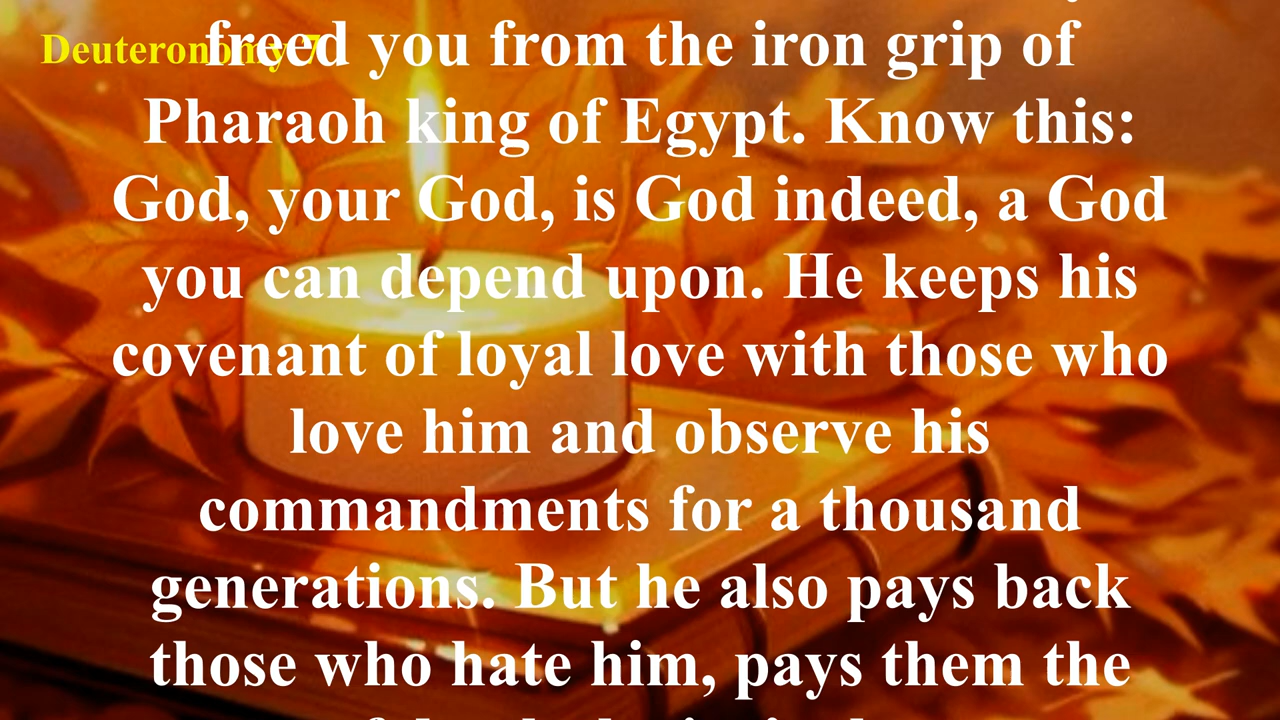 Deuteronomy 7
freed you from the iron grip of
Pharaoh king of Egypt. Know this:
God, your God, is God indeed, a God
you can depend upon. He keeps his
covenant of loyal love with those who
love him and observe his
commandments for a thousand
generations. But he also pays back
those who hate him, pays them the